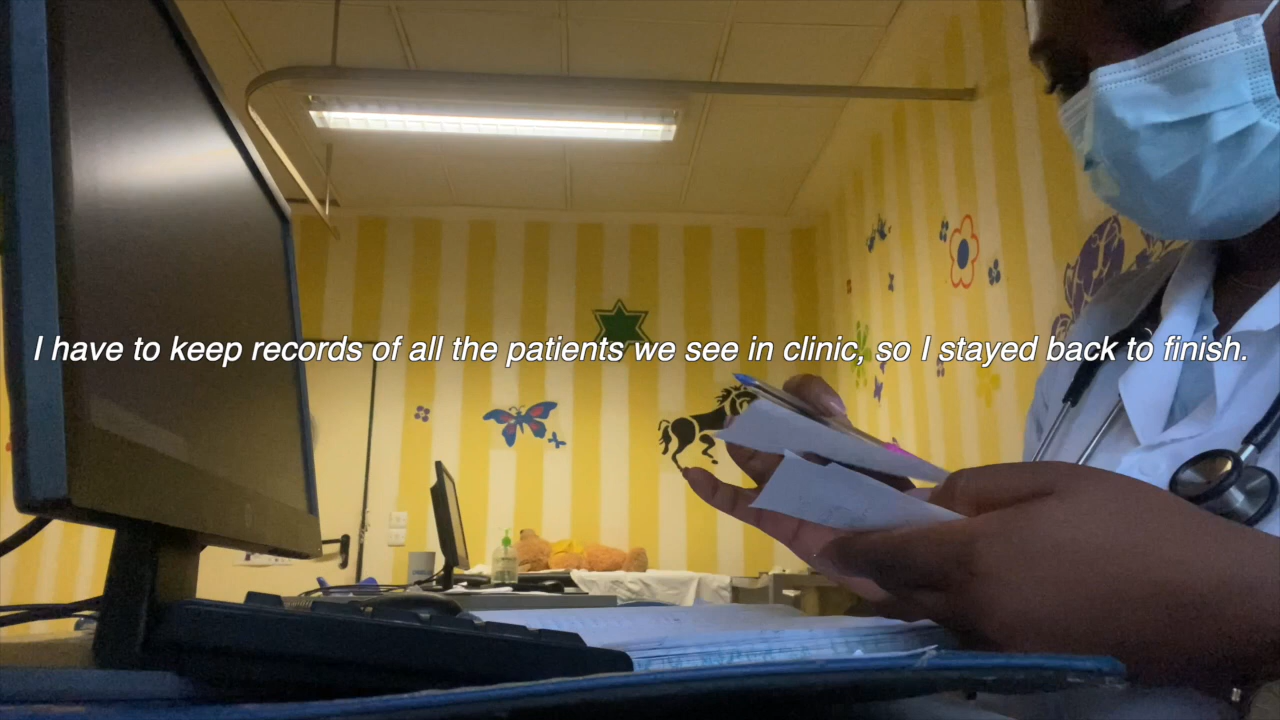 I have to keep records of all the patients we see in clinic, so I stayed back to finish.